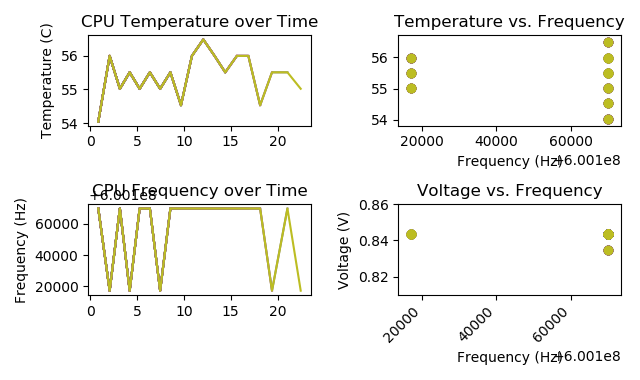 CPU Temperature over Time
Temperature (C)
56
55
54
0
5
10
15
20
Temperature vs. Frequency
56
55
54
20000
40000
60000
Frequency (Hz)
+6.001e8
CPU Frequency over Time
+6.001e8
Frequency (Hz)
60000
40000
20000
0
5
10
15
20
Voltage vs. Frequency
Voltage (V)
0.86
0.84
0.82
20000
40000
60000
Frequency (Hz)
+6.001e8